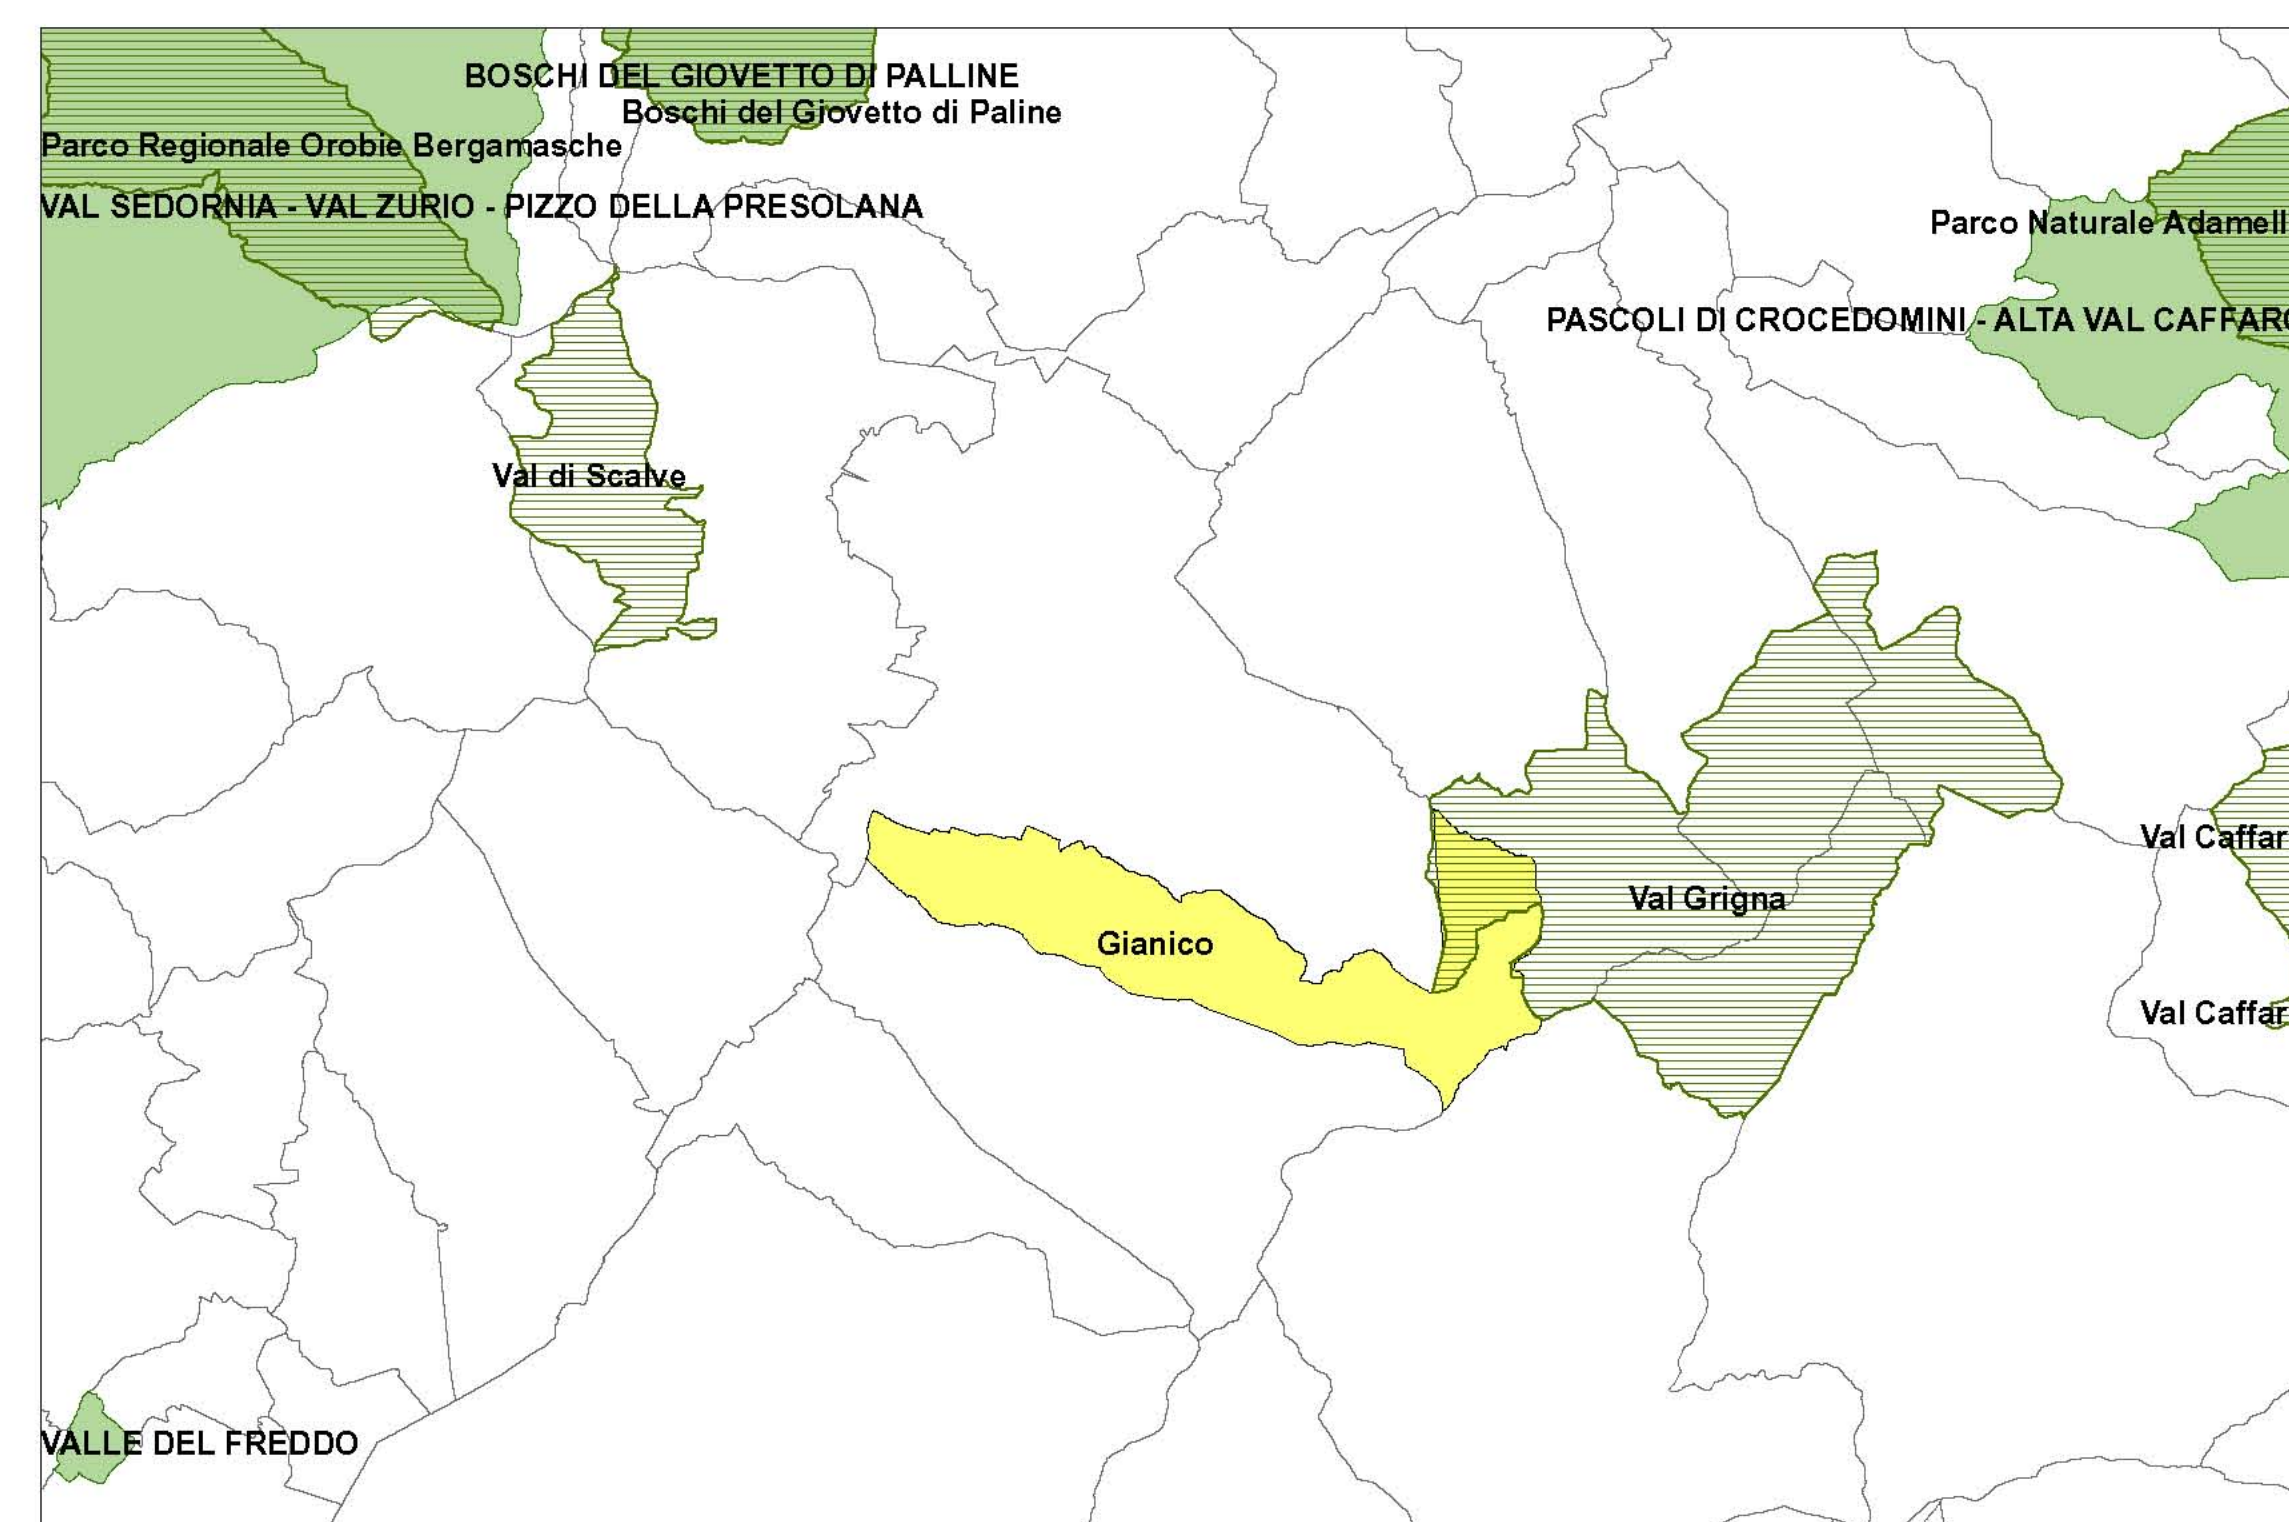 BOSCHI DEL GIOVETTO DI PALLINE
Boschi del Giovetto di Paline
Parco Regionale Orobie Bergamasche
VAL SEDORNIA - VAL ZURIO - PIZZO DELLA PRESOLANA
Parco Naturale Adamell
PASCOLI DI CROCEDOMINI - ALTA VAL CAFFARO
Val di Scalve
Val Caffar
Val Grigna
Gianico
Val Caffar
VALLE DEL FREDDO